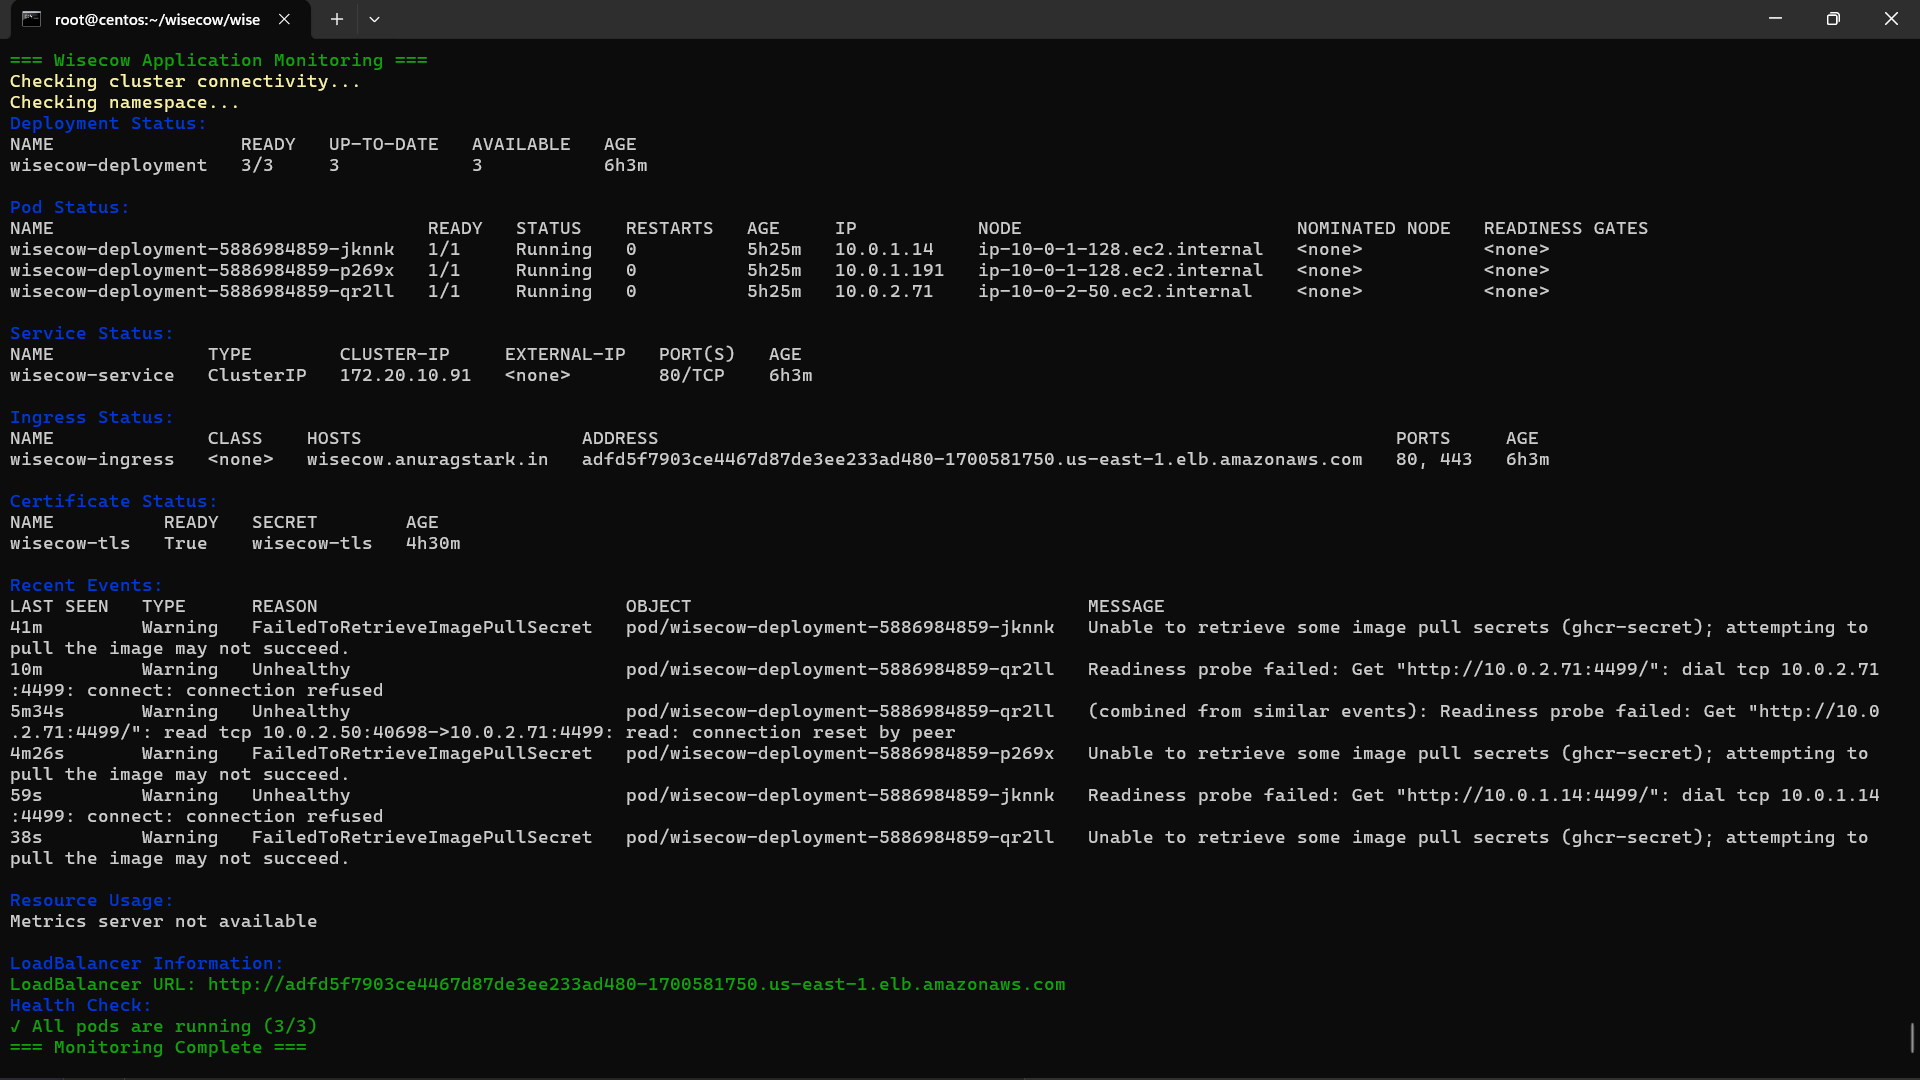 root@centos:~/wisecow/wise
=== Wisecow Application Monitoring ===
Checking cluster connectivity...
Checking namespace...
Deployment Status:
NAME                 READY   UP-TO-DATE   AVAILABLE   AGE
wisecow-deployment   3/3     3            3           6h3m
Pod Status:
NAME                                  READY   STATUS    RESTARTS   AGE     IP           NODE                         NOMINATED NODE   READINESS GATES
wisecow-deployment-5886984859-jknnk   1/1     Running   0          5h25m   10.0.1.14    ip-10-0-1-128.ec2.internal   <none>           <none>
wisecow-deployment-5886984859-p269x   1/1     Running   0          5h25m   10.0.1.191   ip-10-0-1-128.ec2.internal   <none>           <none>
wisecow-deployment-5886984859-qr2ll   1/1     Running   0          5h25m   10.0.2.71    ip-10-0-2-50.ec2.internal    <none>           <none>
Service Status:
NAME              TYPE        CLUSTER-IP     EXTERNAL-IP   PORT(S)   AGE
wisecow-service   ClusterIP   172.20.10.91   <none>        80/TCP    6h3m
Ingress Status:
NAME              CLASS    HOSTS                    ADDRESS                                                                   PORTS     AGE
wisecow-ingress   <none>   wisecow.anuragstark.in   adfd5f7903ce4467d87de3ee233ad480-1700581750.us-east-1.elb.amazonaws.com   80, 443   6h3m
Certificate Status:
NAME          READY   SECRET        AGE
wisecow-tls   True    wisecow-tls   4h30m
Recent Events:
LAST SEEN   TYPE      REASON                            OBJECT                                    MESSAGE
41m         Warning   FailedToRetrieveImagePullSecret   pod/wisecow-deployment-5886984859-jknnk   Unable to retrieve some image pull secrets (ghcr-secret); attempting to
pull the image may not succeed.
10m         Warning   Unhealthy                         pod/wisecow-deployment-5886984859-qr2ll   Readiness probe failed: Get "http://10.0.2.71:4499/": dial tcp 10.0.2.71
:4499: connect: connection refused
5m34s       Warning   Unhealthy                         pod/wisecow-deployment-5886984859-qr2ll   (combined from similar events): Readiness probe failed: Get "http://10.0
.2.71:4499/": read tcp 10.0.2.50:40698->10.0.2.71:4499: read: connection reset by peer
4m26s       Warning   FailedToRetrieveImagePullSecret   pod/wisecow-deployment-5886984859-p269x   Unable to retrieve some image pull secrets (ghcr-secret); attempting to
pull the image may not succeed.
59s         Warning   Unhealthy                         pod/wisecow-deployment-5886984859-jknnk   Readiness probe failed: Get "http://10.0.1.14:4499/": dial tcp 10.0.1.14
:4499: connect: connection refused
38s         Warning   FailedToRetrieveImagePullSecret   pod/wisecow-deployment-5886984859-qr2ll   Unable to retrieve some image pull secrets (ghcr-secret); attempting to
pull the image may not succeed.
Resource Usage:
Metrics server not available
LoadBalancer Information:
LoadBalancer URL: http://adfd5f7903ce4467d87de3ee233ad480-1700581750.us-east-1.elb.amazonaws.com
Health Check:
✓ All pods are running (3/3)
=== Monitoring Complete ===